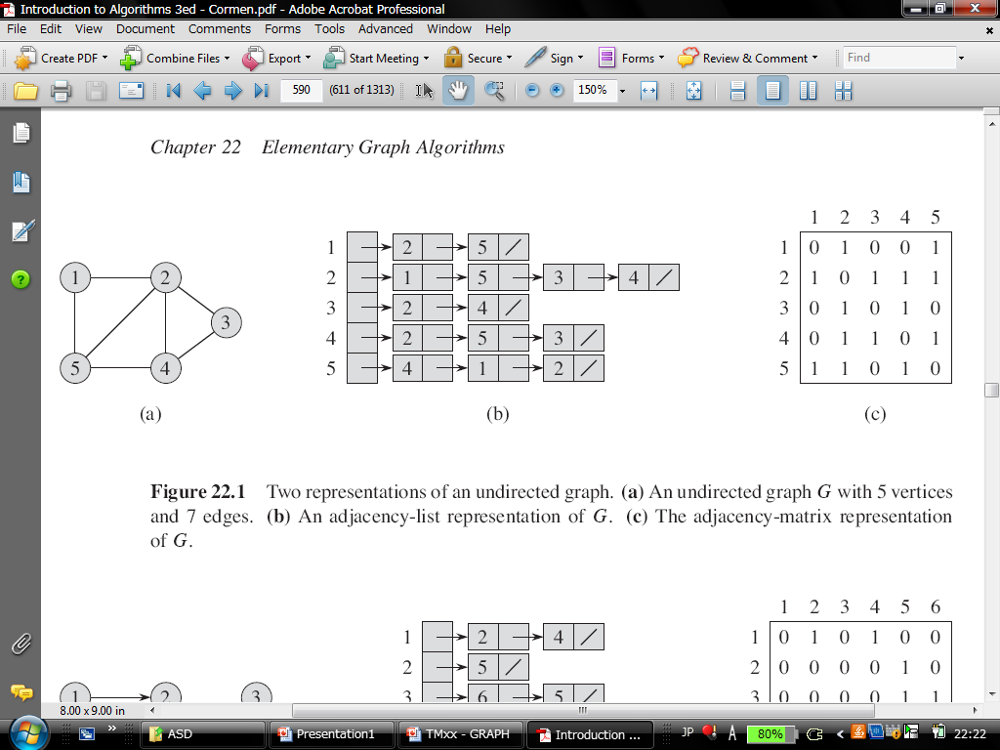 Introduction to Algorithms 3ed - Cormen.pdf - Adobe Acrobat Professional
File Edit View Document Comments Forms Tools Advanced Window Help
Create PDF Combine Files Export Start Meeting Secure Sign Forms Review & Comment Find
590 (611 of 1313) 150%
Chapter 22 Elementary Graph Algorithms
1 2 3 4 5
1 2 5 / 1 0 1 0 0 1
1 2 2 1 5 3 4 / 2 1 0 1 1 1
3 3 2 4 / 3 0 1 0 1 0
4 2 5 3 / 4 0 1 1 0 1
5 4 5 4 1 2 / 5 1 1 0 1 0
(a) (b) (c)
Figure 22.1 Two representations of an undirected graph. (a) An undirected graph G with 5 vertices
and 7 edges. (b) An adjacency-list representation of G. (c) The adjacency-matrix representation
of G.
1 2 3 4 5 6
1 2 4 / 1 0 1 0 1 0 0
2 5 / 2 0 0 0 0 1 0
1 2 3 3 6 5 / 3 0 0 0 0 1 1
8.00 x 9.00 in
ASD Presentation1 TMxx - GRAPH Introduction ... JP 80% 22:22